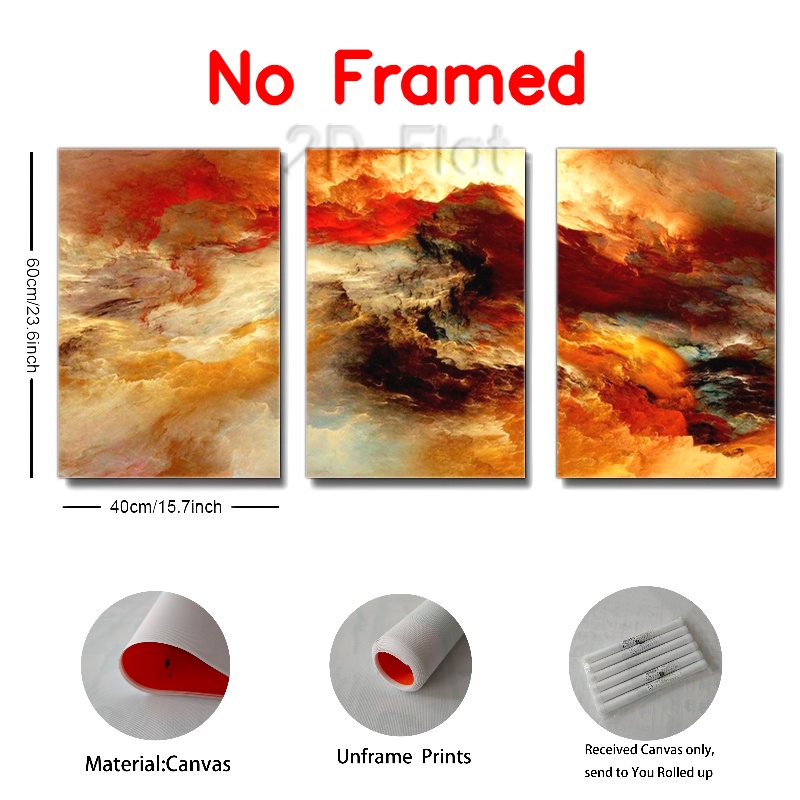 No Framed
2D Flat
60cm/23.6inch
40cm/15.7inch
Material:Canvas
Unframe Prints
Received Canvas only,
send to You Rolled up